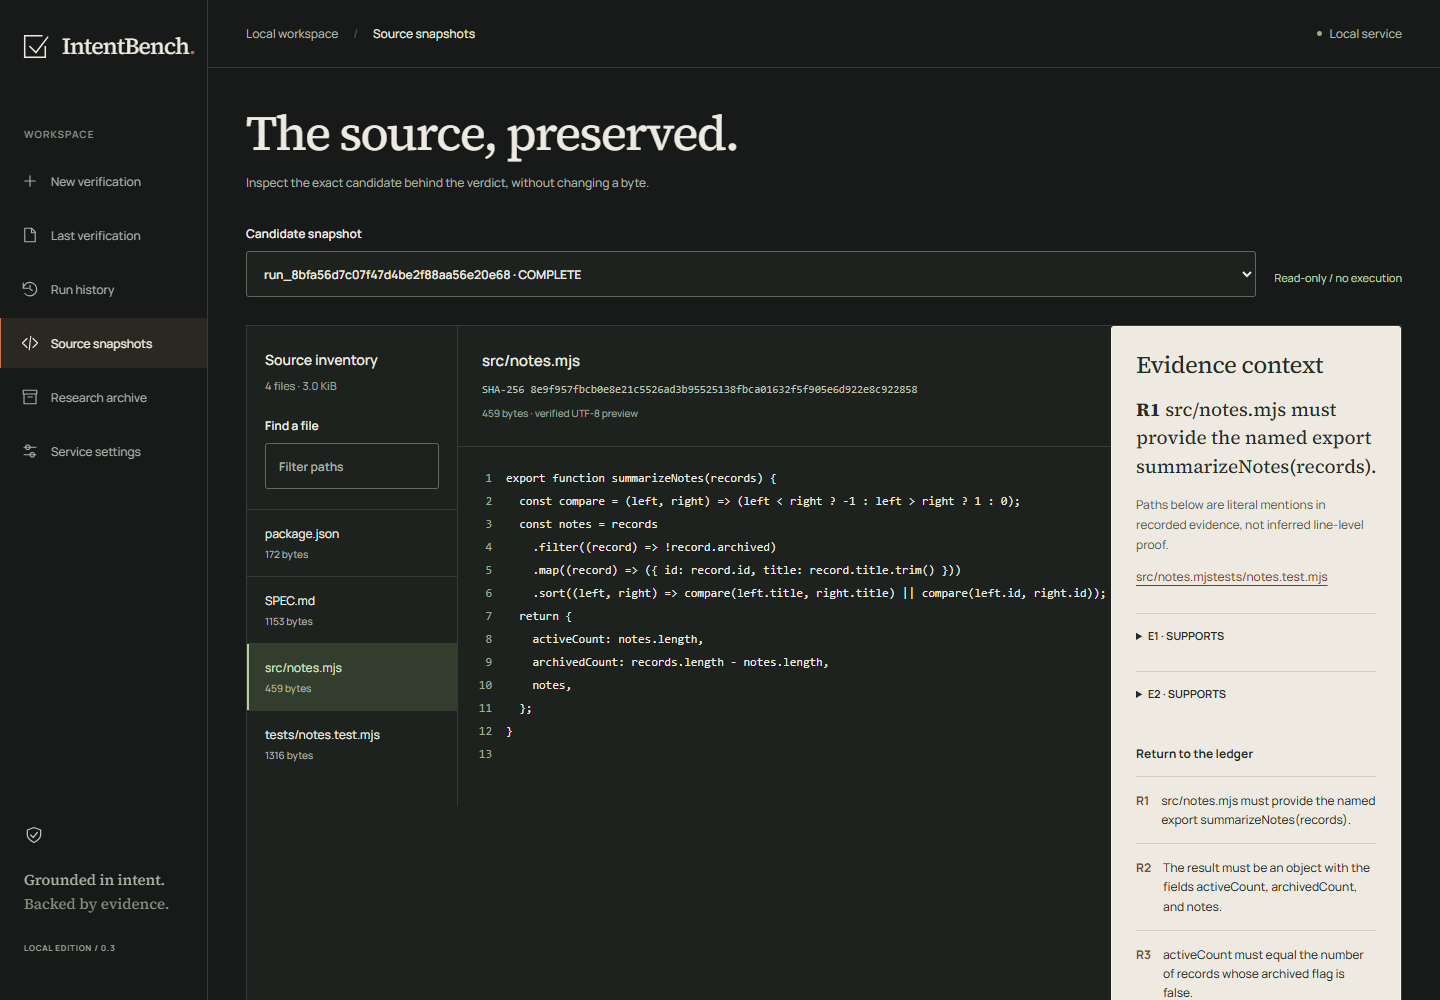 IntentBench.
WORKSPACE
New verification
Last verification
Run history
Source snapshots
Research archive
Service settings
Grounded in intent.
Backed by evidence.
LOCAL EDITION / 0.3
Local workspace / Source snapshots
Local service
The source, preserved.
Inspect the exact candidate behind the verdict, without changing a byte.
Candidate snapshot
run_8bfa56d7c07f47d4be2f88aa56e20e68 · COMPLETE
Read-only / no execution
Source inventory
4 files · 3.0 KiB
Find a file
Filter paths
package.json
172 bytes
SPEC.md
1153 bytes
src/notes.mjs
459 bytes
tests/notes.test.mjs
1316 bytes
src/notes.mjs
SHA-256 8e9f957fbcb0e8e21c5526ad3b95525138fbca01632f5f905e6d922e8c922858
459 bytes · verified UTF-8 preview
1 export function summarizeNotes(records) {
2 const compare = (left, right) => (left < right ? -1 : left > right ? 1 : 0);
3 const notes = records
4 .filter((record) => !record.archived)
5 .map((record) => ({ id: record.id, title: record.title.trim() }))
6 .sort((left, right) => compare(left.title, right.title) || compare(left.id, right.id));
7 return {
8 activeCount: notes.length,
9 archivedCount: records.length - notes.length,
10 notes,
11 };
12 }
13
Evidence context
R1 src/notes.mjs must
provide the named export
summarizeNotes(records).
Paths below are literal mentions in
recorded evidence, not inferred line-level
proof.
src/notes.mjstests/notes.test.mjs
E1 · SUPPORTS
E2 · SUPPORTS
Return to the ledger
R1 src/notes.mjs must provide the named
export summarizeNotes(records).
R2 The result must be an object with the
fields activeCount, archivedCount,
and notes.
R3 activeCount must equal the number
of records whose archived flag is
false.